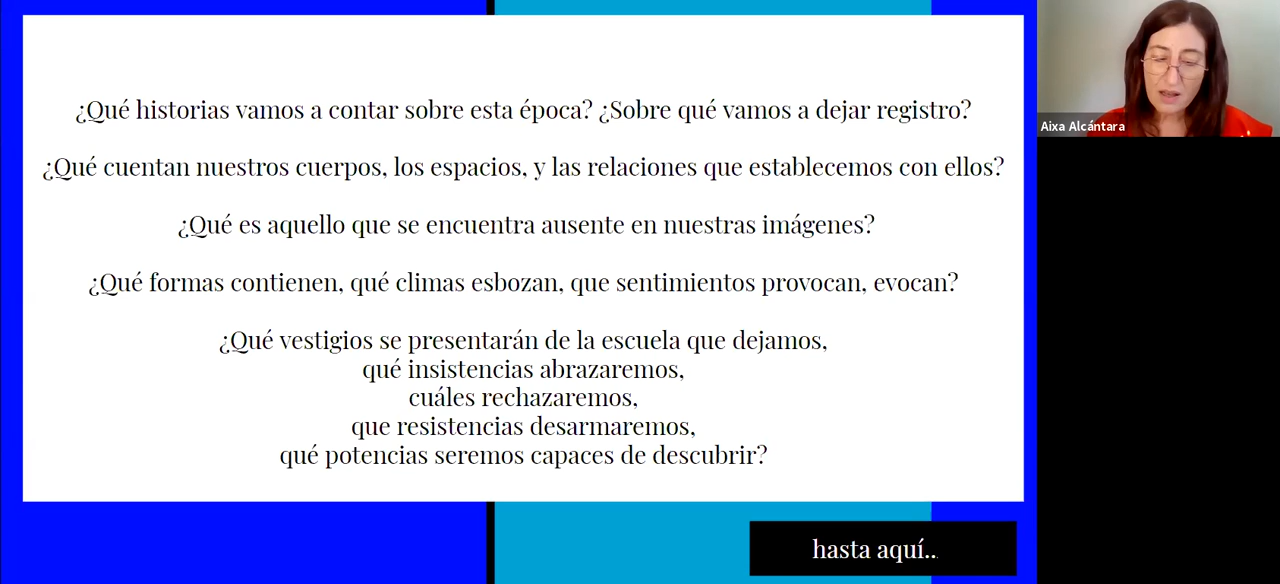 ¿Qué historias vamos a contar sobre esta época? ¿Sobre qué vamos a dejar registro?
¿Qué cuentan nuestros cuerpos, los espacios, y las relaciones que establecemos con ellos?
¿Qué es aquello que se encuentra ausente en nuestras imágenes?
¿Qué formas contienen, qué climas esbozan, que sentimientos provocan, evocan?
¿Qué vestigios se presentarán de la escuela que dejamos,
qué insistencias abrazaremos,
cuáles rechazaremos,
que resistencias desarmaremos,
qué potencias seremos capaces de descubrir?
hasta aquí...
Aixa Alcántara